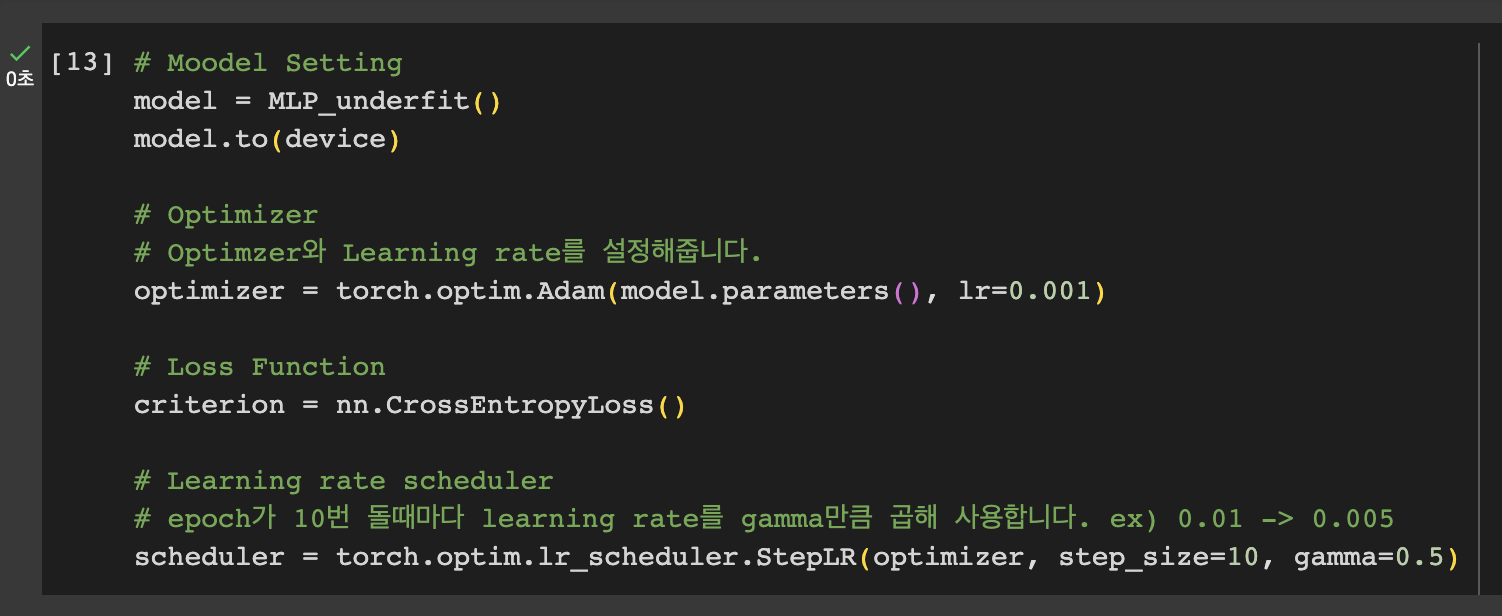 [13] # Moodel Setting
0초
model = MLP_underfit()
model.to(device)
# Optimizer
# Optimzer와 Learning rate를 설정해줍니다.
optimizer = torch.optim.Adam(model.parameters(), lr=0.001)
# Loss Function
criterion = nn.CrossEntropyLoss()
# Learning rate scheduler
# epoch가 10번 돌때마다 learning rate를 gamma만큼 곱해 사용합니다. ex) 0.01 -> 0.005
scheduler = torch.optim.lr_scheduler.StepLR(optimizer, step_size=10, gamma=0.5)